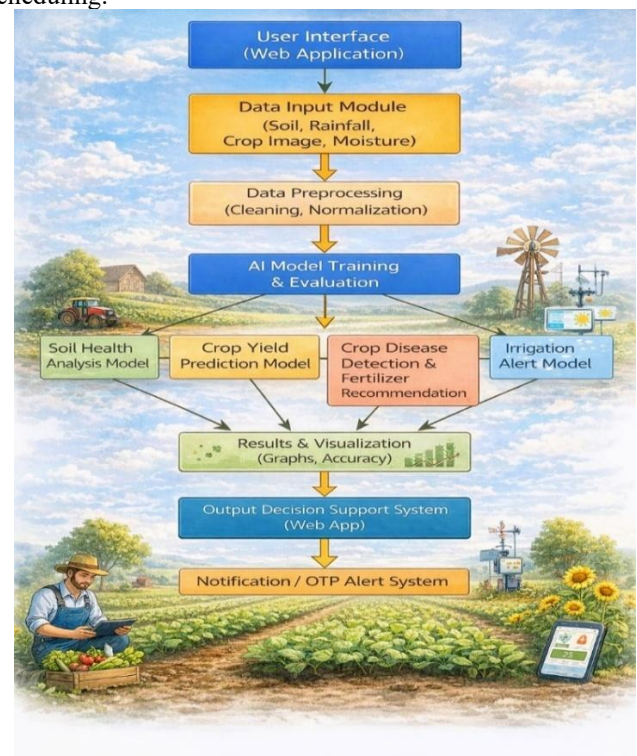 User Interface
(Web Application)
Data Input Module
(Soil, Rainfall,
Crop Image, Moisture)
Data Preprocessing
(Cleaning, Normalization)
AI Model Training
& Evaluation
Soil Health
Analysis Model
Crop Yield
Prediction Model
Crop Disease
Detection &
Fertilizer
Recommendation
Irrigation
Alert Model
Results & Visualization
(Graphs, Accuracy)
Output Decision Support System
(Web App)
Notification / OTP Alert System